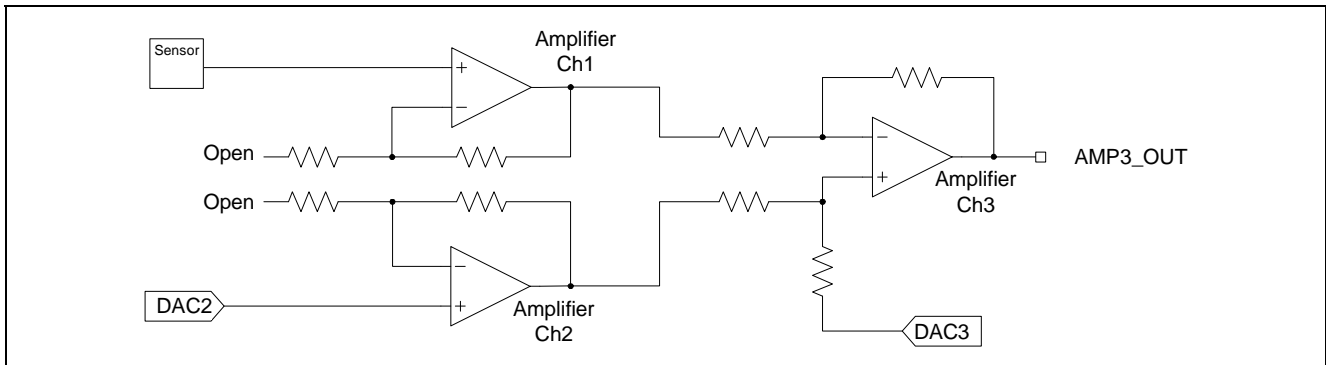 Sensor
Amplifier
Ch1
+
−
Open
Open
−
+
DAC2
Amplifier
Ch2
−
+
AMP3_OUT
Amplifier
Ch3
DAC3